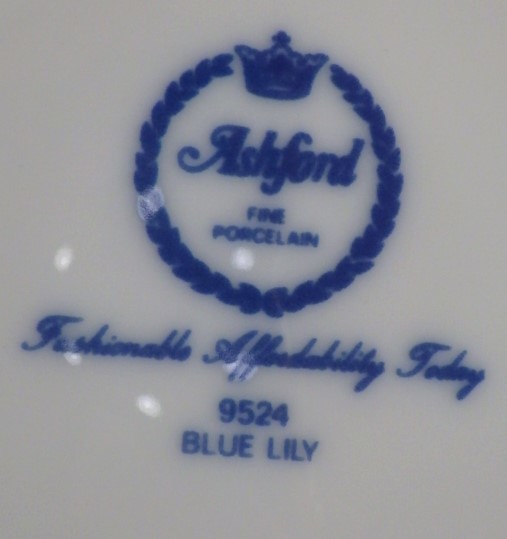 Ashford
FINE
PORCELAIN
Fashionable Affordability Today
9524
BLUE LILY